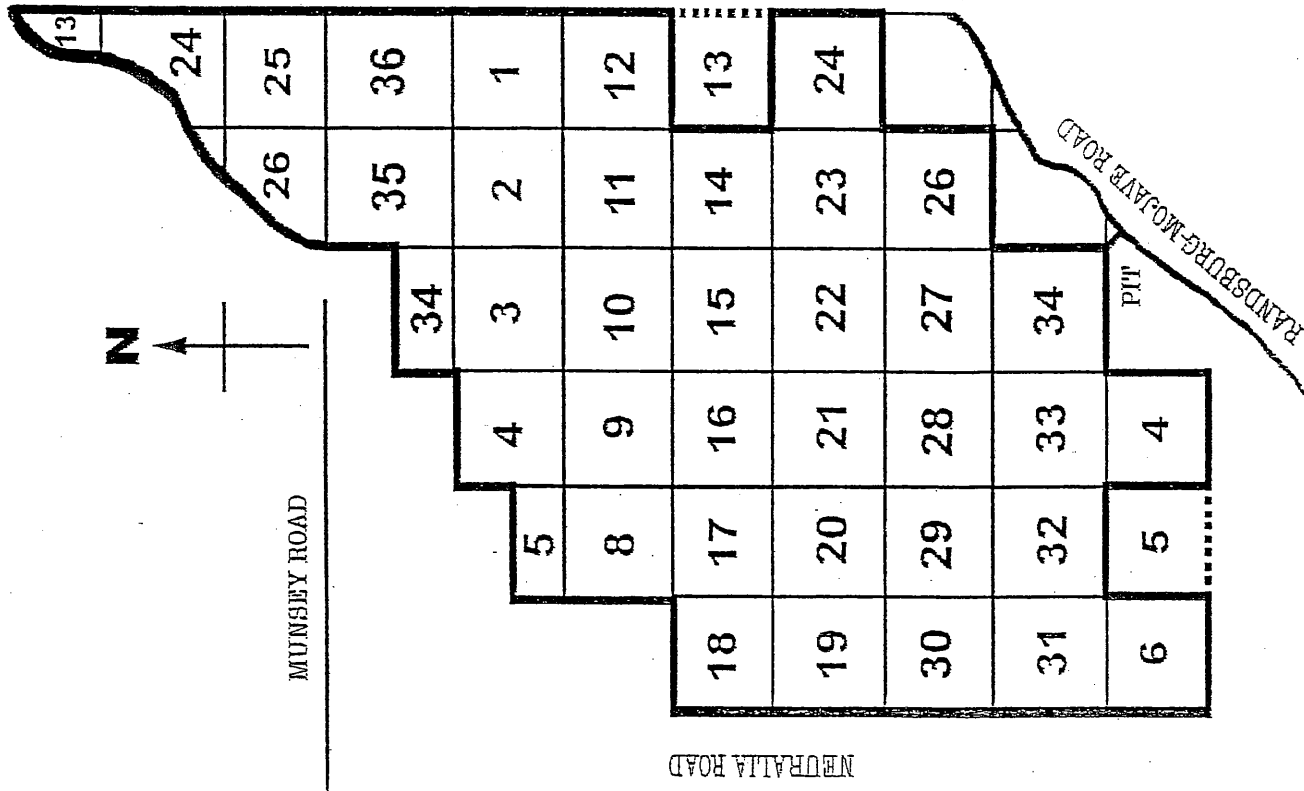 13
24
25 26
36 35
N
34
MUNSEY ROAD
1 2 3 4 5
12 11 10 9 8
13 14 15 16 17 18
24 23 22 21 20 19
26 27 28 29 30
34 33 32 31
4 5 6
PIT
RANDSBURG-MOJAVE ROAD
NEURALIA ROAD